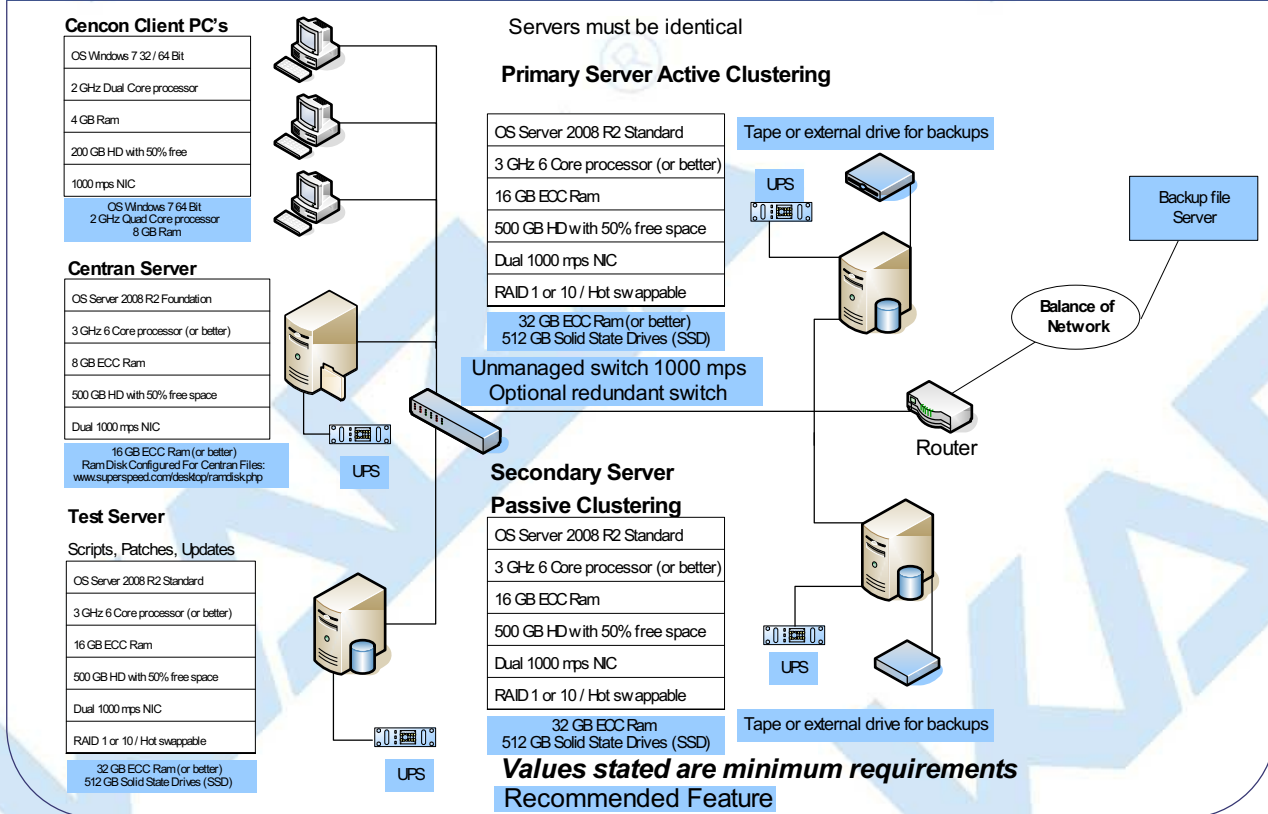 Cencon Client PC's
OS Windows 7 32 / 64 Bit
2 GHz Dual Core processor
4 GB Ram
200 GB HD with 50% free
1000 mps NIC
OS Windows 7 64 Bit
2 GHz Quad Core processor
8 GB Ram
Centran Server
OS Server 2008 R2 Foundation
3 GHz 6 Core processor (or better)
8 GB ECC Ram
500 GB HD with 50% free space
Dual 1000 mps NIC
16 GB ECC Ram (or better)
Ram Disk Configured For Centran Files:
www.superspeed.com/desktop/ramdisk.php
UPS
Test Server
Scripts, Patches, Updates
OS Server 2008 R2 Standard
3 GHz 6 Core processor (or better)
16 GB ECC Ram
500 GB HD with 50% free space
Dual 1000 mps NIC
RAID 1 or 10 / Hot swappable
32 GB ECC Ram (or better)
512 GB Solid State Drives (SSD)
UPS
Servers must be identical
Primary Server Active Clustering
OS Server 2008 R2 Standard
3 GHz 6 Core processor (or better)
16 GB ECC Ram
500 GB HD with 50% free space
Dual 1000 mps NIC
RAID 1 or 10 / Hot swappable
32 GB ECC Ram (or better)
512 GB Solid State Drives (SSD)
Tape or external drive for backups
UPS
Unmanaged switch 1000 mps
Optional redundant switch
Backup file
Server
Balance of
Network
Router
Secondary Server
Passive Clustering
OS Server 2008 R2 Standard
3 GHz 6 Core processor (or better)
16 GB ECC Ram
500 GB HD with 50% free space
Dual 1000 mps NIC
RAID 1 or 10 / Hot swappable
32 GB ECC Ram
512 GB Solid State Drives (SSD)
UPS
Tape or external drive for backups
Values stated are minimum requirements
Recommended Feature
®